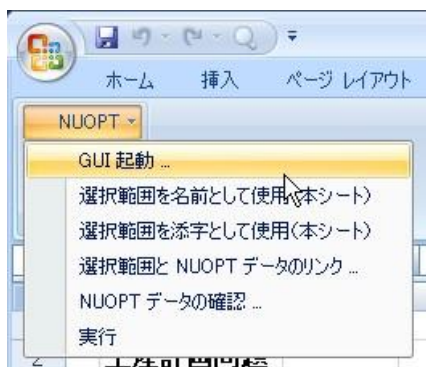 ホーム 挿入 ページ レイアウト
NUOPT
GUI 起動 ...
選択範囲を名前として使用(本シート)
選択範囲を添字として使用(本シート)
選択範囲と NUOPT データのリンク ...
NUOPT データの確認 ...
実行
2